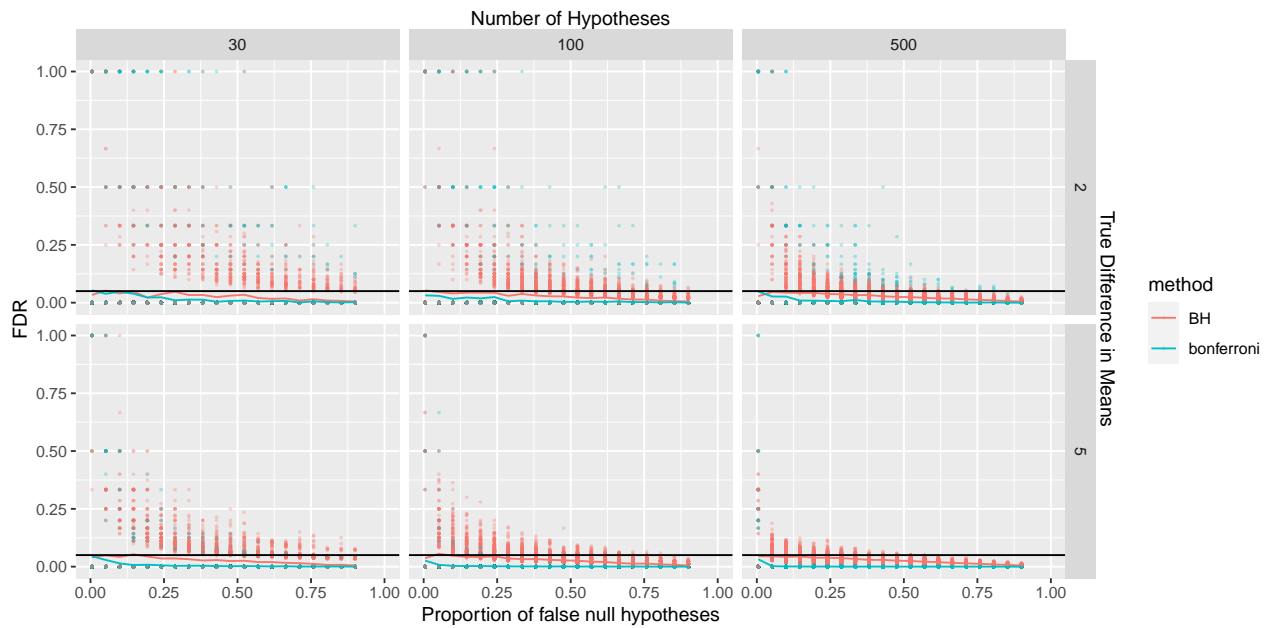 Number of Hypotheses
30 100 500
1.00
0.75
0.50
0.25
0.00
2
1.00
0.75
0.50
0.25
0.00
5
0.00 0.25 0.50 0.75 1.00 0.00 0.25 0.50 0.75 1.00 0.00 0.25 0.50 0.75 1.00
Proportion of false null hypotheses
FDR
True Difference in Means
method
BH
bonferroni